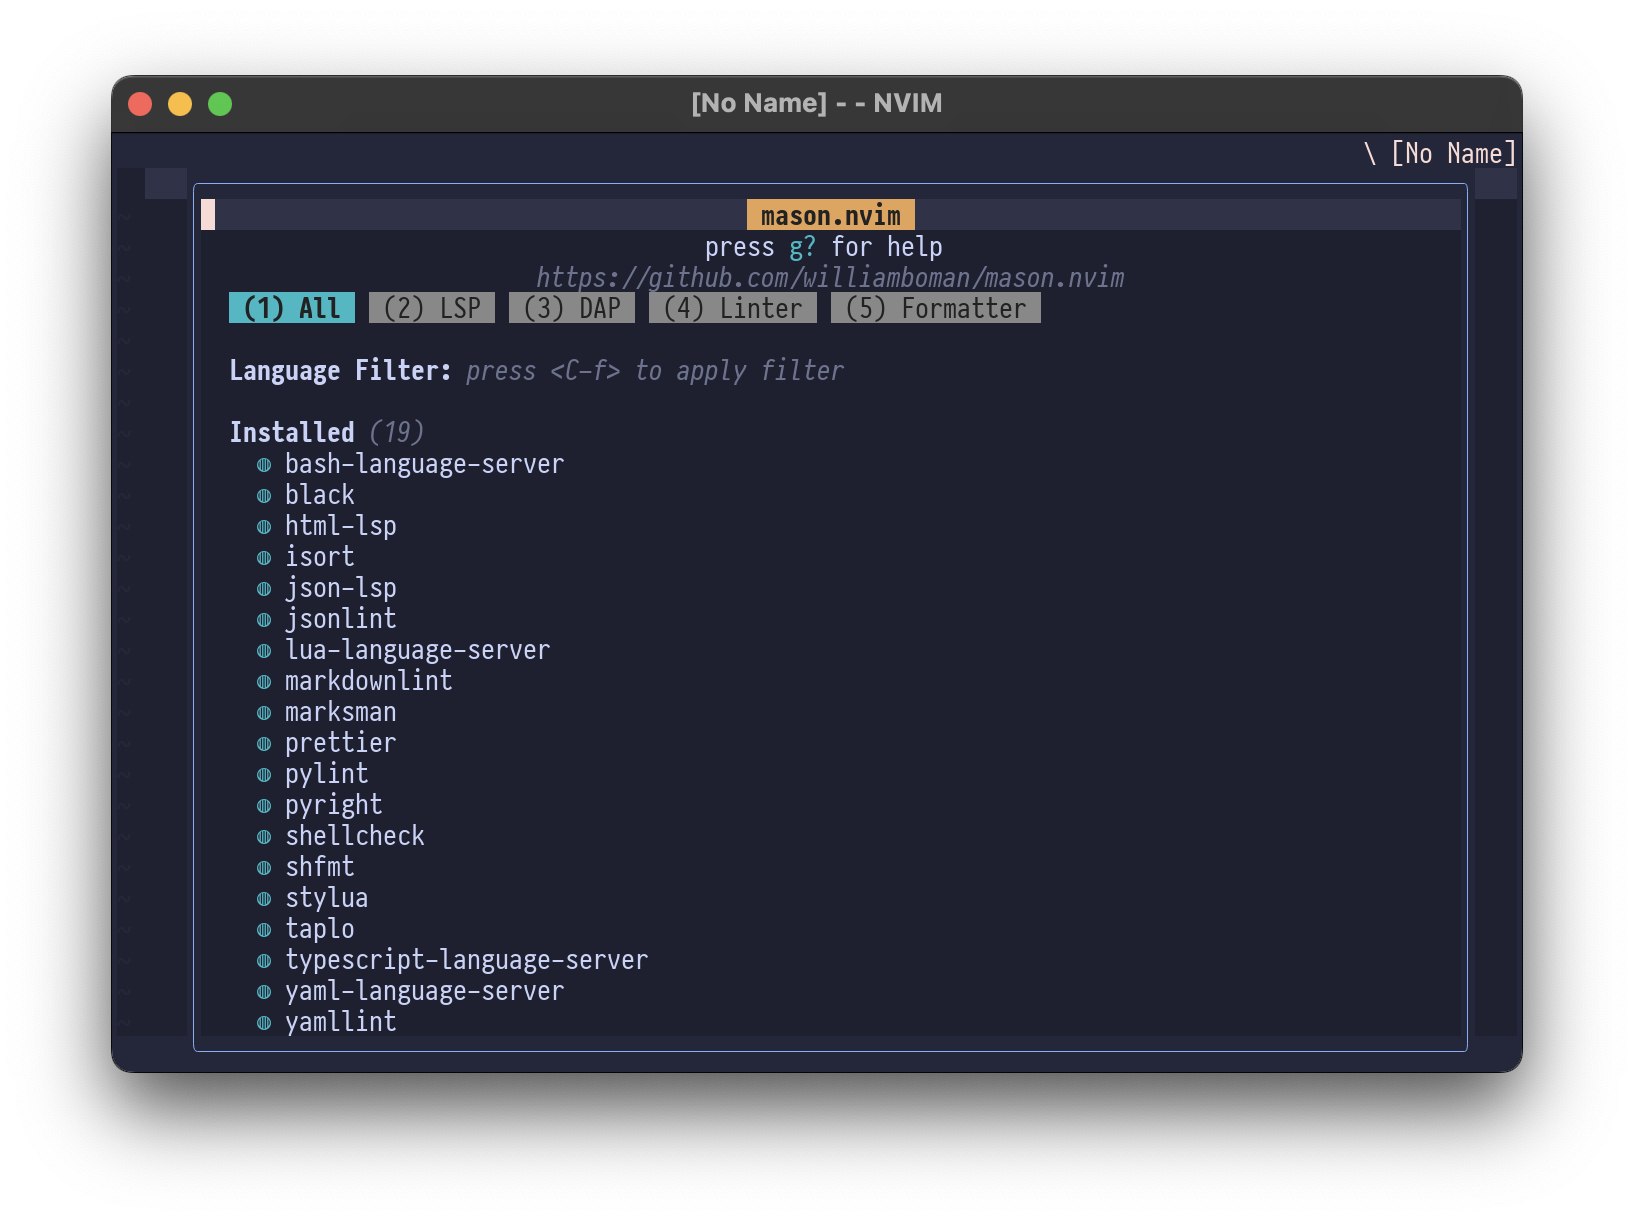 [No Name] - - NVIM
\ [No Name]
mason.nvim
press g? for help
https://github.com/williamboman/mason.nvim
(1) All (2) LSP (3) DAP (4) Linter (5) Formatter
Language Filter: press <C-f> to apply filter
Installed (19)
◍ bash-language-server
◍ black
◍ html-lsp
◍ isort
◍ json-lsp
◍ jsonlint
◍ lua-language-server
◍ markdownlint
◍ marksman
◍ prettier
◍ pylint
◍ pyright
◍ shellcheck
◍ shfmt
◍ stylua
◍ taplo
◍ typescript-language-server
◍ yaml-language-server
◍ yamllint